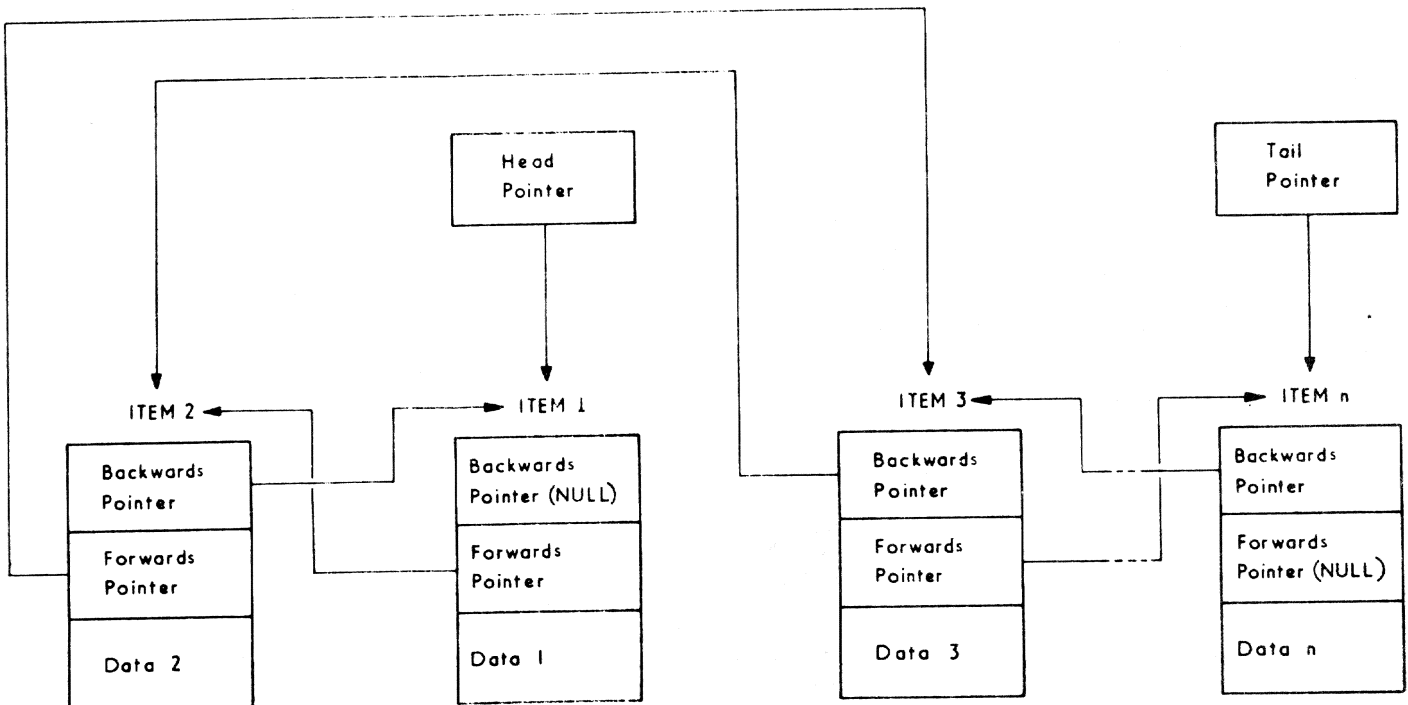 Head
Pointer
Tail
Pointer
ITEM 2
ITEM 1
ITEM 3
ITEM n
Backwards
Pointer
Forwards
Pointer
Data 2
Backwards
Pointer (NULL)
Forwards
Pointer
Data 1
Backwards
Pointer
Forwards
Pointer
Data 3
Backwards
Pointer
Forwards
Pointer (NULL)
Data n